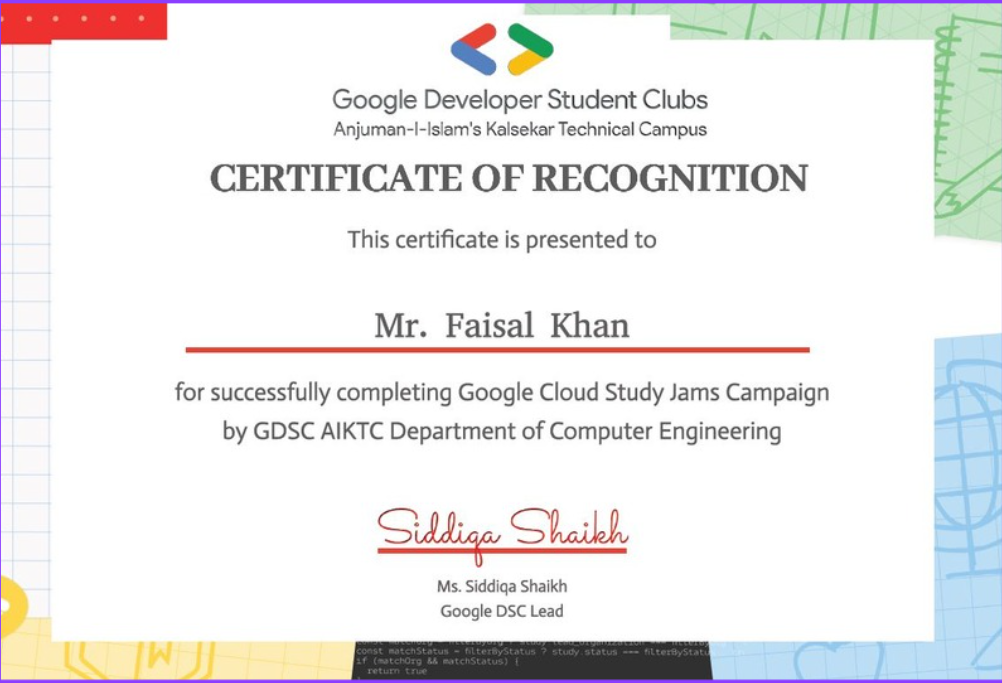 Google Developer Student Clubs
Anjuman-I-Islam's Kalsekar Technical Campus
CERTIFICATE OF RECOGNITION
This certificate is presented to
Mr. Faisal Khan
for successfully completing Google Cloud Study Jams Campaign
by GDSC AIKTC Department of Computer Engineering
Siddiqa Shaikh
Ms. Siddiqa Shaikh
Google DSC Lead
const matchStatus = filterByStatus ? study status === filterByStatu
if (matchOrg && matchStatus) {
return true